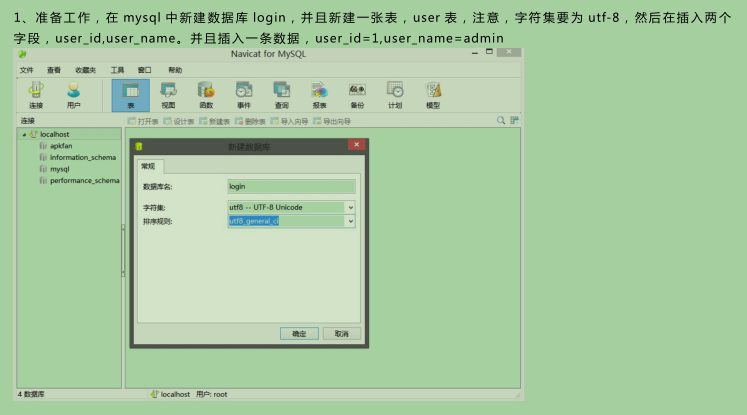 1、准备工作，在 mysql 中新建数据库 login，并且新建一张表，user 表，注意，字符集要为 utf-8，然后在插入两个
字段，user_id,user_name。并且插入一条数据，user_id=1,user_name=admin
Navicat for MySQL
文件 查看 收藏夹 工具 窗口 帮助
连接 用户 表 视图 函数 事件 查询 报表 备份 计划 模型
连接 打开表 设计表 新建表 删除表 导入向导 导出向导
localhost
apkfan
information_schema
mysql
performance_schema
新建数据库
常规
数据库名: login
字符集: utf8 -- UTF-8 Unicode
排序规则: utf8_general_ci
确定 取消
4 数据库 localhost 用户: root